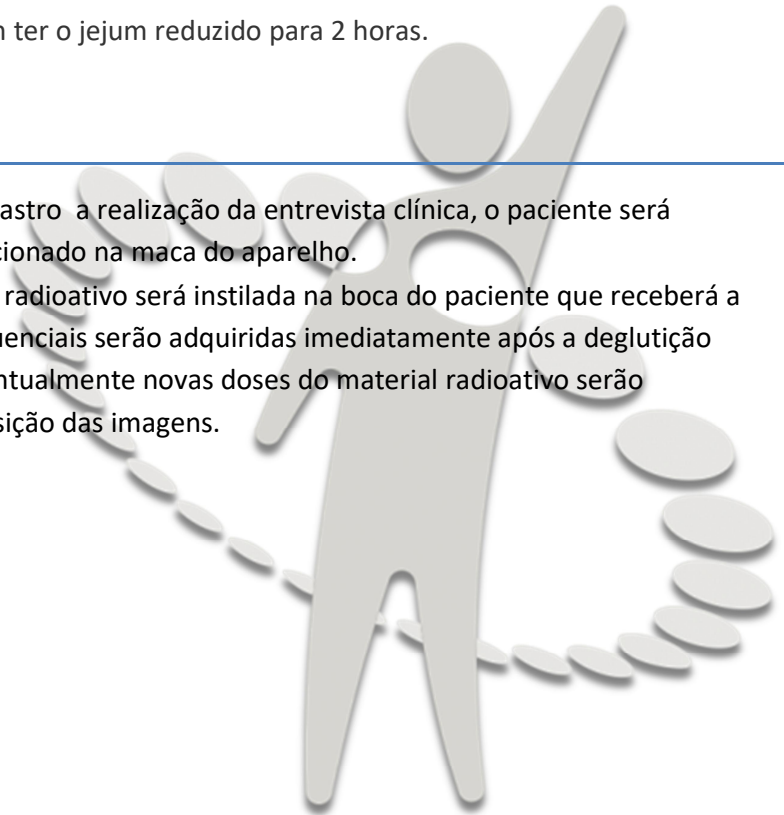 ter o jejum reduzido para 2 horas.
astro a realização da entrevista clínica, o paciente será
cionado na maca do aparelho.
radioativo será instilada na boca do paciente que receberá a
uenciais serão adquiridas imediatamente após a deglutição
ntualmente novas doses do material radioativo serão
sição das imagens.